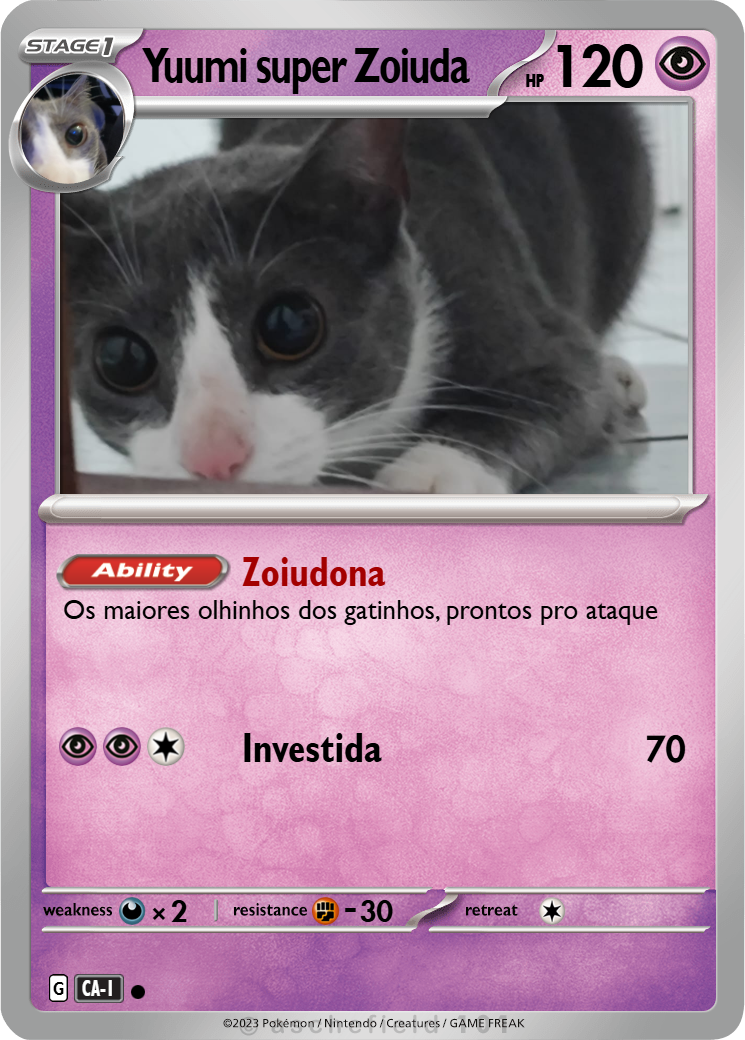 STAGE1
Yuumi super Zoiuda
HP 120
Ability Zoiudona
Os maiores olhinhos dos gatinhos, prontos pro ataque
Investida 70
weakness × 2 resistance -30 retreat
G CA-I
©2023 Pokémon / Nintendo / Creatures / GAME FREAK